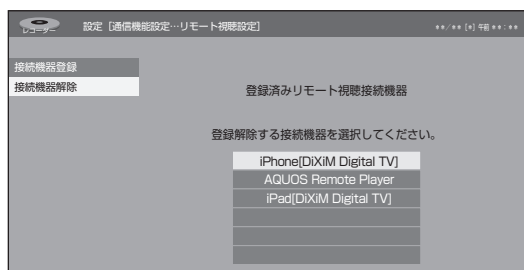 レコーダー 設定［通信機能設定…リモート視聴設定］ **／** [*] 午前 **：**
接続機器登録
接続機器解除
登録済みリモート視聴接続機器
登録解除する接続機器を選択してください。
iPhone[DiXiM Digital TV]
AQUOS Remote Player
iPad[DiXiM Digital TV]